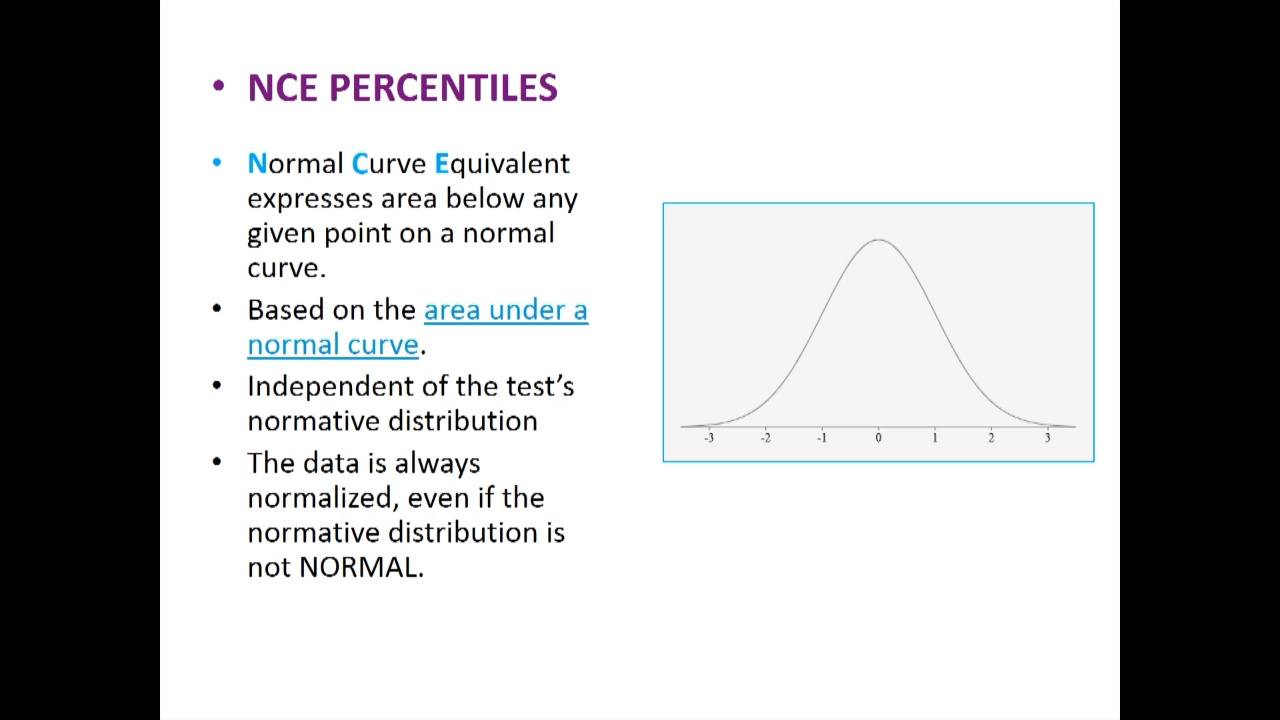 • NCE PERCENTILES
• Normal Curve Equivalent
expresses area below any
given point on a normal
curve.
• Based on the area under a
normal curve.
• Independent of the test’s
normative distribution
• The data is always
normalized, even if the
normative distribution is
not NORMAL.
-3 -2 -1 0 1 2 3